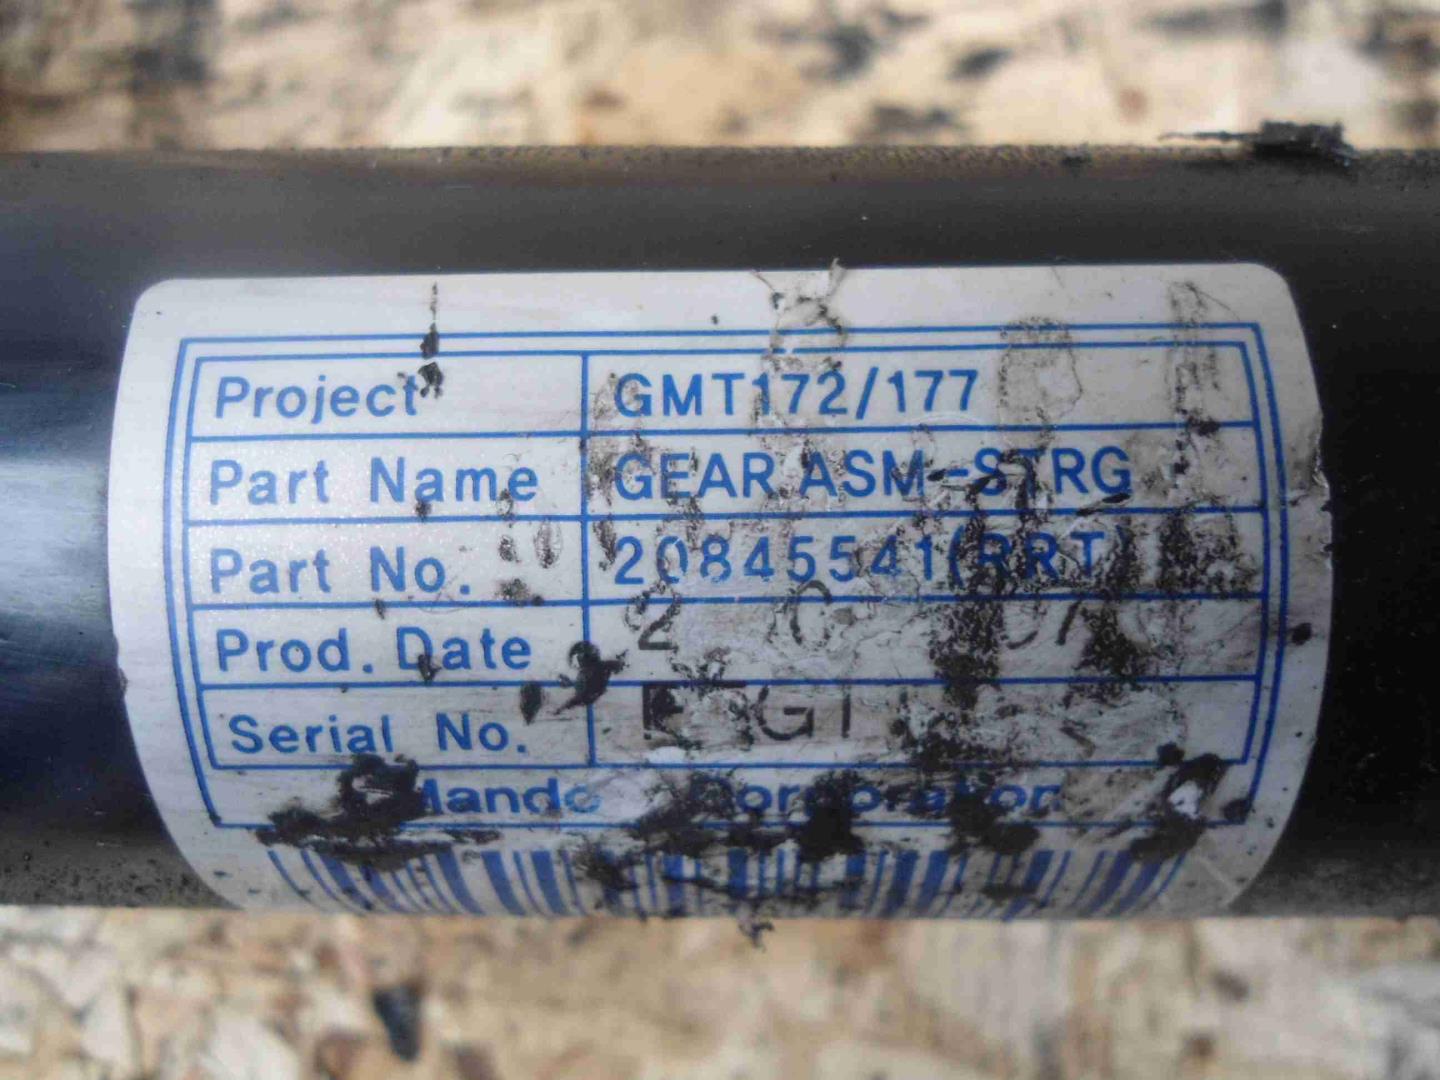 Project GMT172/177
Part Name GEAR ASM-STRG
Part No. 20845541(RRT)
Prod. Date
Serial No.
Mando Corporation